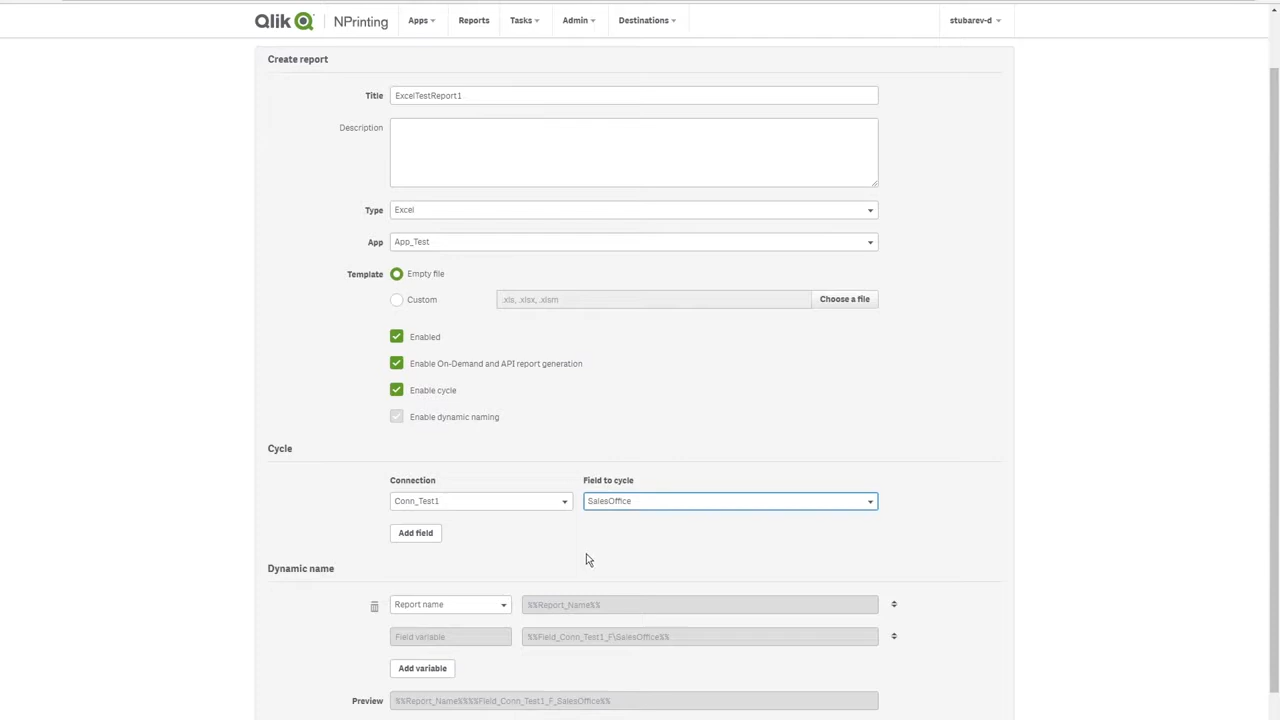 Qlik NPrinting Apps Reports Tasks Admin Destinations stubarev-d
Create report
Title ExcelTestReport1
Description
Type Excel
App App_Test
Template Empty file
Custom .xls, .xlsx, .xlsm Choose a file
Enabled
Enable On-Demand and API report generation
Enable cycle
Enable dynamic naming
Cycle
Connection Field to cycle
Conn_Test1 SalesOffice
Add field
Dynamic name
Report name %%Report_Name%%
Field variable %%Field_Conn_Test1_F\SalesOffice%%
Add variable
Preview %%Report_Name%%%%Field_Conn_Test1_F_SalesOffice%%